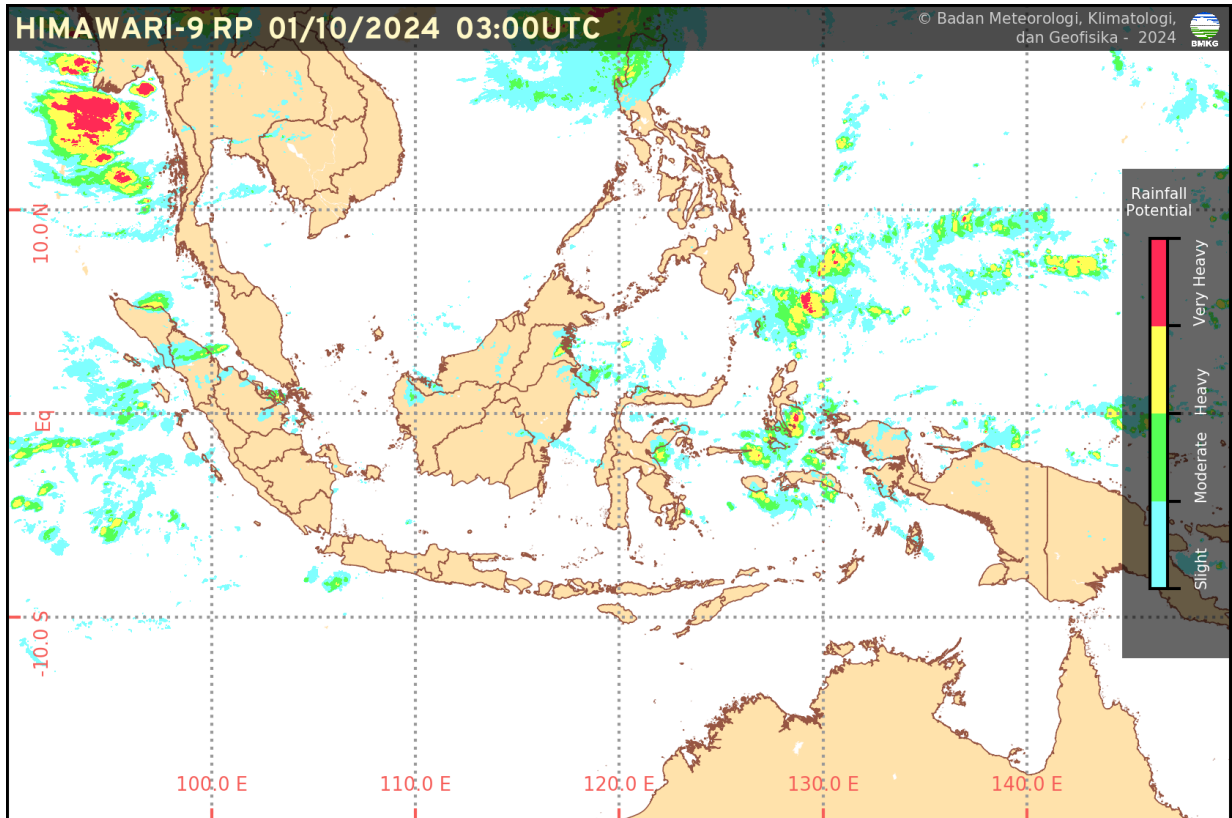 HIMAWARI-9 RP 01/10/2024 03:00UTC
© Badan Meteorologi, Klimatologi,
dan Geofisika - 2024
BMKG
Rainfall
Potential
Very Heavy
Heavy
Moderate
Slight
10.0 N
Eq
-10.0 S
100.0 E
110.0 E
120.0 E
130.0 E
140.0 E